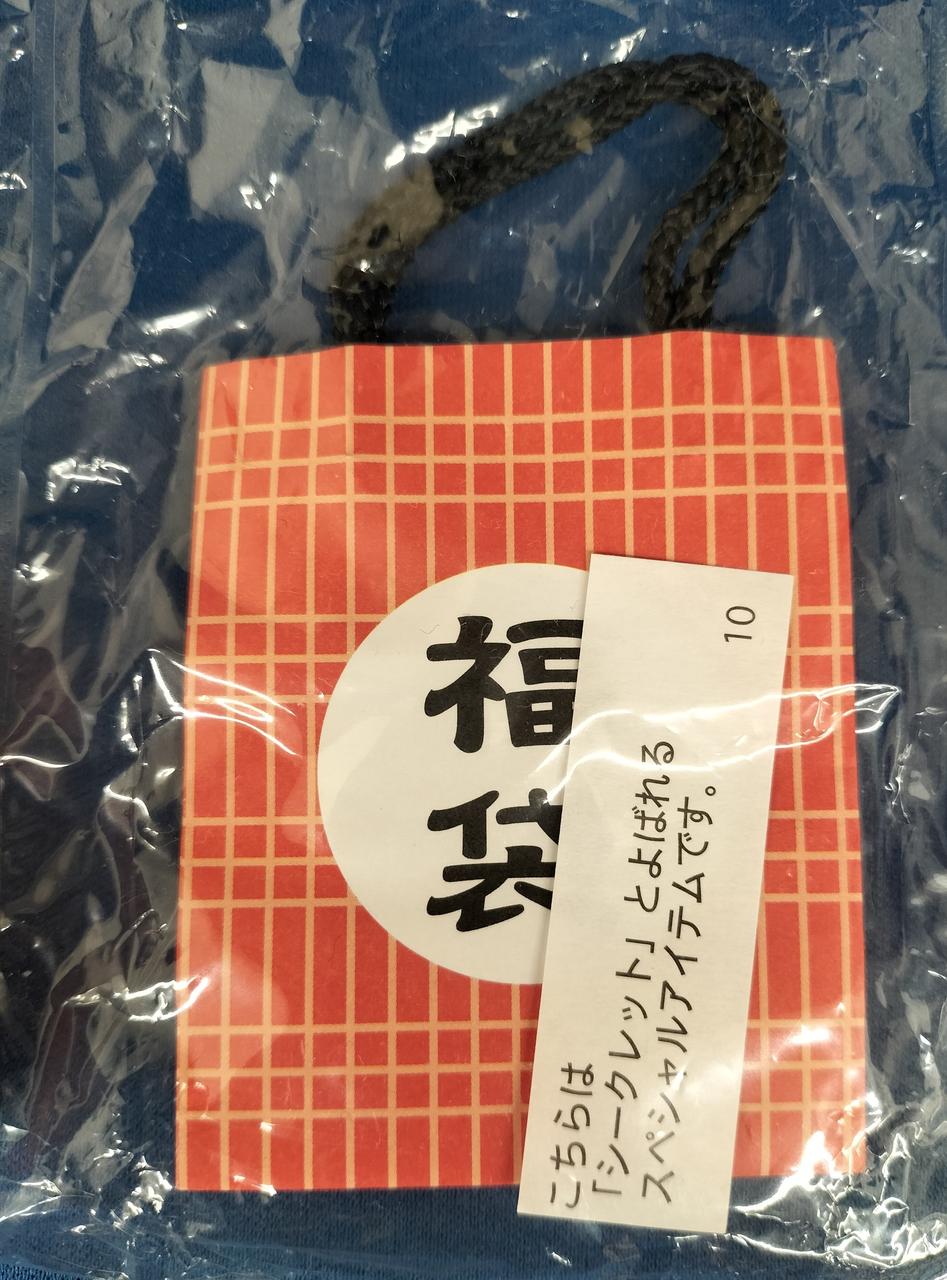 福
袋
こちらは
「シークレット」とよばれる
スペシャルアイテムです。
10